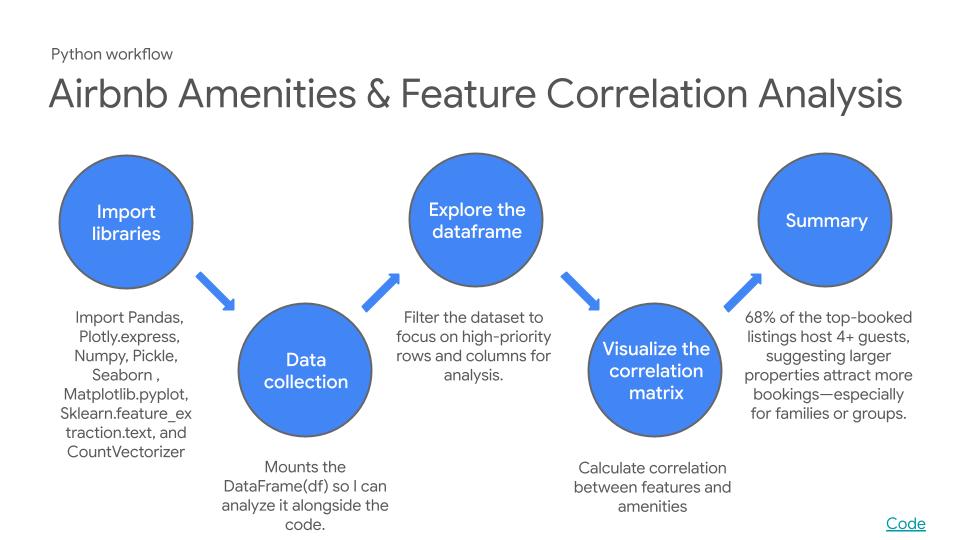 Python workflow
Airbnb Amenities & Feature Correlation Analysis
Import
libraries
Import Pandas,
Plotly.express,
Numpy, Pickle,
Seaborn ,
Matplotlib.pyplot,
Sklearn.feature_ex
traction.text, and
CountVectorizer
Data
collection
Mounts the
DataFrame(df) so I can
analyze it alongside the
code.
Explore the
dataframe
Filter the dataset to
focus on high-priority
rows and columns for
analysis.
Visualize the
correlation
matrix
Calculate correlation
between features and
amenities
Summary
68% of the top-booked
listings host 4+ guests,
suggesting larger
properties attract more
bookings—especially
for families or groups.
Code